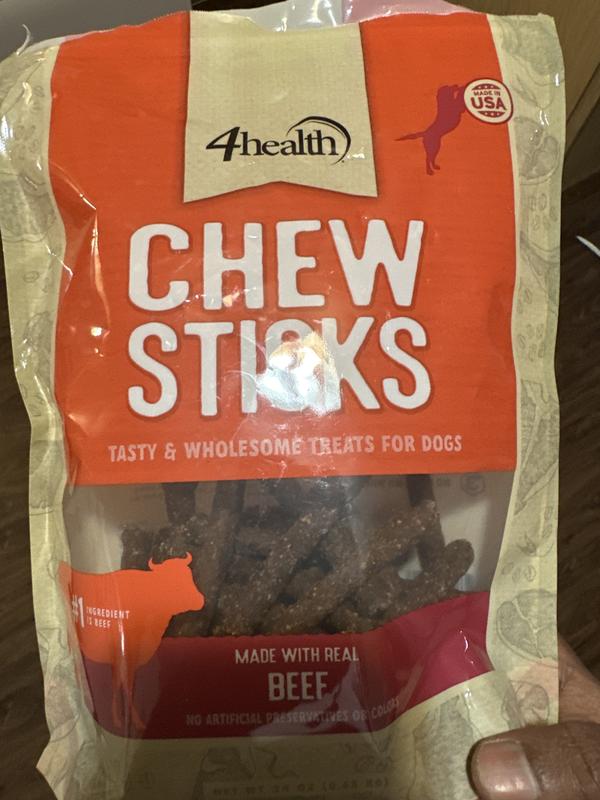 MADE IN
USA
4health
CHEW
STICKS
TASTY & WHOLESOME TREATS FOR DOGS
#1 INGREDIENT
IS BEEF
MADE WITH REAL
BEEF
NO ARTIFICIAL PRESERVATIVES OR COLORS